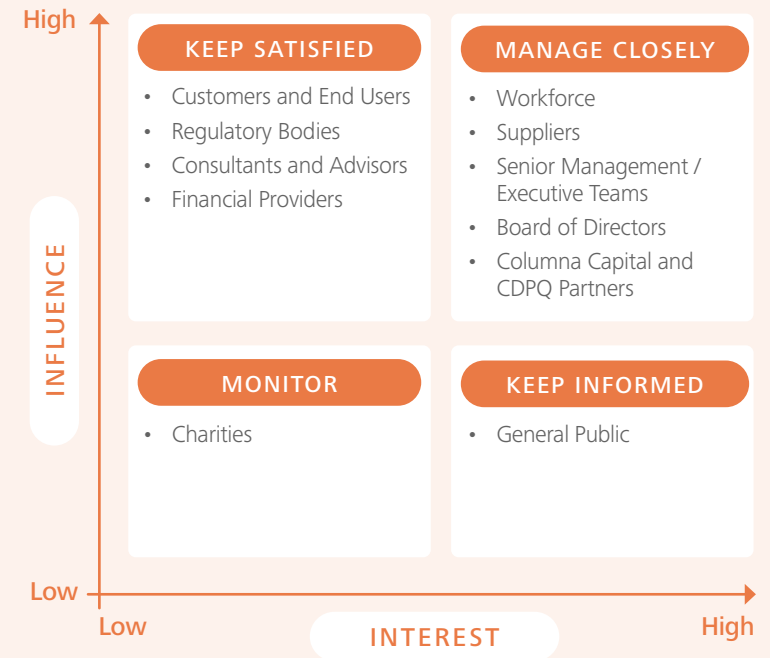 High
KEEP SATISFIED
• Customers and End Users
• Regulatory Bodies
• Consultants and Advisors
• Financial Providers
MANAGE CLOSELY
• Workforce
• Suppliers
• Senior Management /
Executive Teams
• Board of Directors
• Columna Capital and
CDPQ Partners
INFLUENCE
MONITOR
• Charities
KEEP INFORMED
• General Public
Low
Low
INTEREST
High